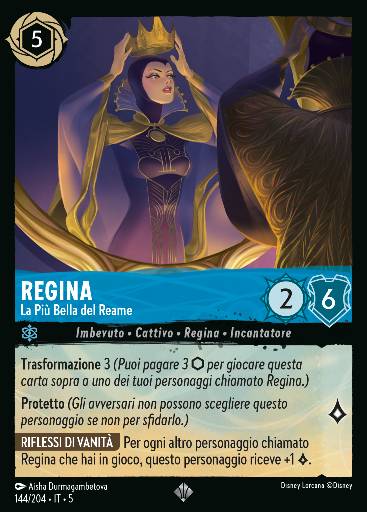 5
REGINA
La Più Bella del Reame
2
6
Imbevuto • Cattivo • Regina • Incantatore
Trasformazione 3 (Puoi pagare 3 per giocare questa
carta sopra a uno dei tuoi personaggi chiamato Regina.)
Protetto (Gli avversari non possono scegliere questo
personaggio se non per sfidarlo.)
RIFLESSI DI VANITÀ Per ogni altro personaggio chiamato
Regina che hai in gioco, questo personaggio riceve +1 .
Aisha Durmagambetova
144/204 • IT • 5
Disney Lorcana ©Disney